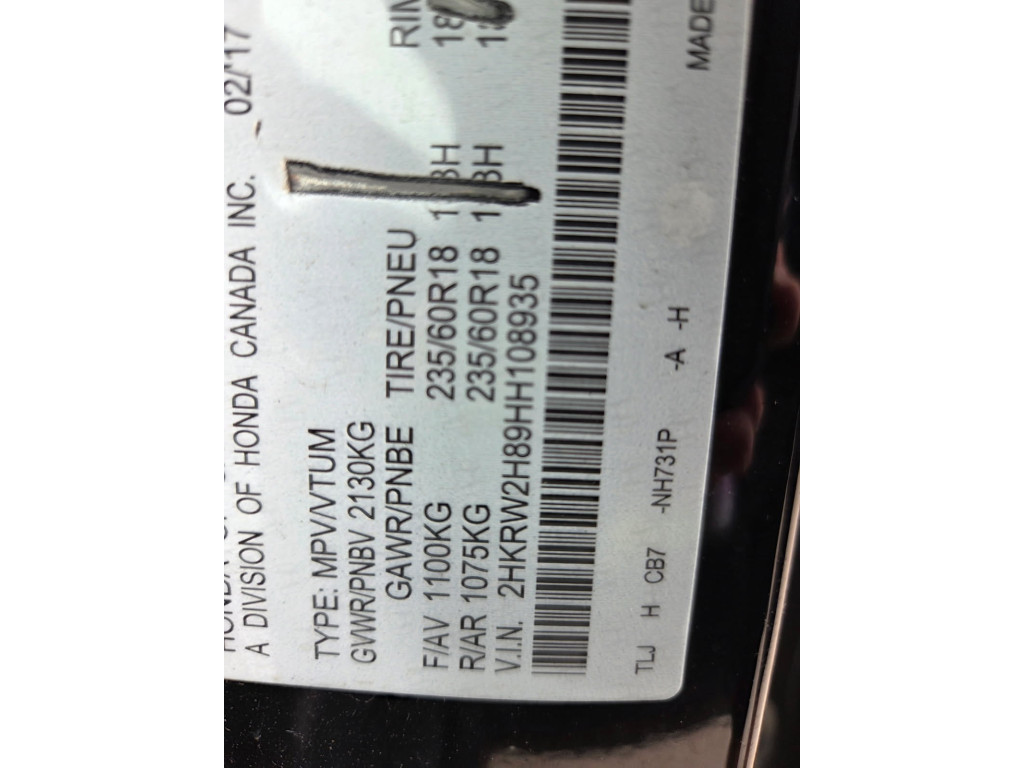 A DIVISION OF HONDA CANADA INC. 02/'17
TYPE: MPV/VTUM
GVWR/PNBV 2130KG
GAWR/PNBE TIRE/PNEU
F/AV 1100KG 235/60R18
R/AR 1075KG 235/60R18
V.I.N. 2HKRW2H89HH108935
TLJ H CB7 -NH731P -A -H
MADE